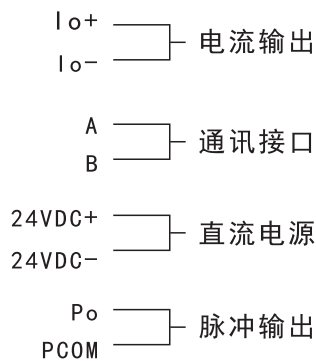 Io+
Io-
电流输出
A
B
通讯接口
24VDC+
24VDC-
直流电源
Po
PCOM
脉冲输出